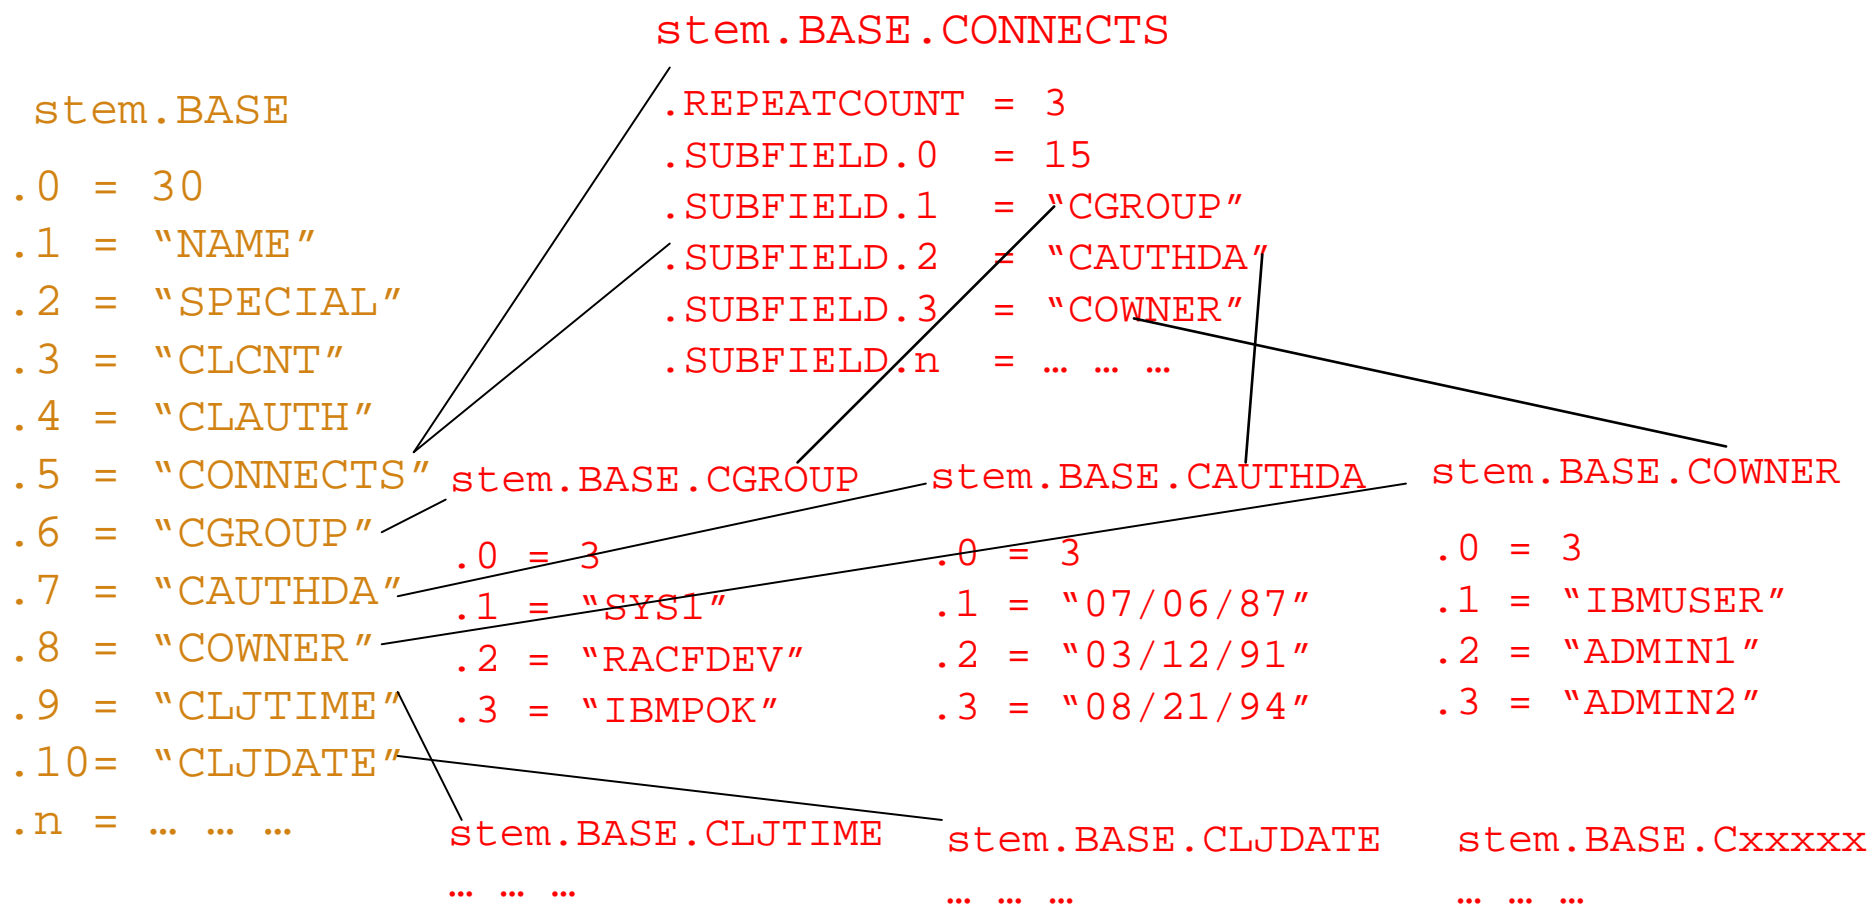 stem.BASE.CONNECTS
.REPEATCOUNT = 3
.SUBFIELD.0 = 15
.SUBFIELD.1 = “CGROUP”
.SUBFIELD.2 = “CAUTHDA”
.SUBFIELD.3 = “COWNER”
.SUBFIELD.n = … … …
stem.BASE
.0 = 30
.1 = “NAME”
.2 = “SPECIAL”
.3 = “CLCNT”
.4 = “CLAUTH”
.5 = “CONNECTS”
.6 = “CGROUP”
.7 = “CAUTHDA”
.8 = “COWNER”
.9 = “CLJTIME”
.10= “CLJDATE”
.n = … … …
stem.BASE.CGROUP
.0 = 3
.1 = “SYS1”
.2 = “RACFDEV”
.3 = “IBMPOK”
stem.BASE.CAUTHDA
.0 = 3
.1 = “07/06/87”
.2 = “03/12/91”
.3 = “08/21/94”
stem.BASE.COWNER
.0 = 3
.1 = “IBMUSER”
.2 = “ADMIN1”
.3 = “ADMIN2”
stem.BASE.CLJTIME
… … …
stem.BASE.CLJDATE
… … …
stem.BASE.Cxxxxx
… … …